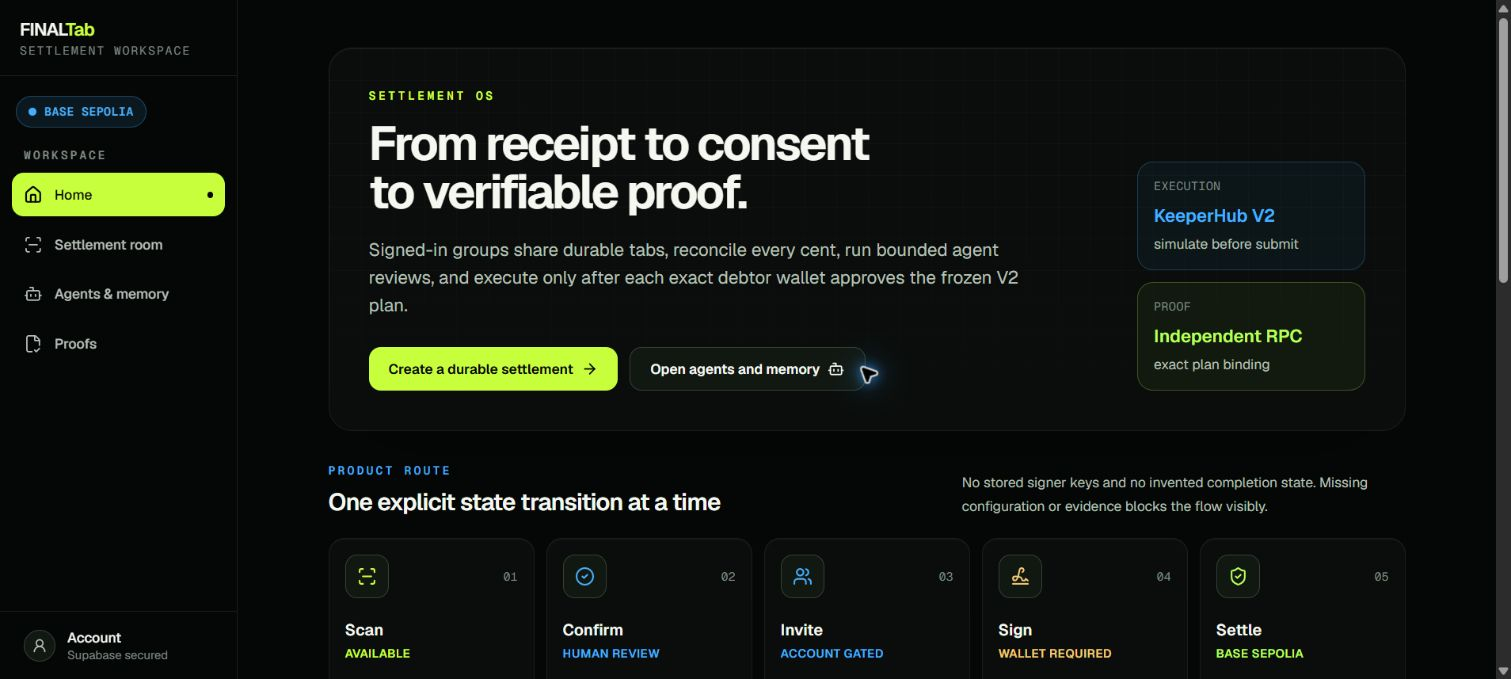 FINALTab
SETTLEMENT WORKSPACE
BASE SEPOLIA
WORKSPACE
Home
Settlement room
Agents & memory
Proofs
Account
Supabase secured
SETTLEMENT OS
From receipt to consent
to verifiable proof.
Signed-in groups share durable tabs, reconcile every cent, run bounded agent
reviews, and execute only after each exact debtor wallet approves the frozen V2
plan.
Create a durable settlement
Open agents and memory
EXECUTION
KeeperHub V2
simulate before submit
PROOF
Independent RPC
exact plan binding
PRODUCT ROUTE
One explicit state transition at a time
No stored signer keys and no invented completion state. Missing
configuration or evidence blocks the flow visibly.
01
Scan
AVAILABLE
02
Confirm
HUMAN REVIEW
03
Invite
ACCOUNT GATED
04
Sign
WALLET REQUIRED
05
Settle
BASE SEPOLIA